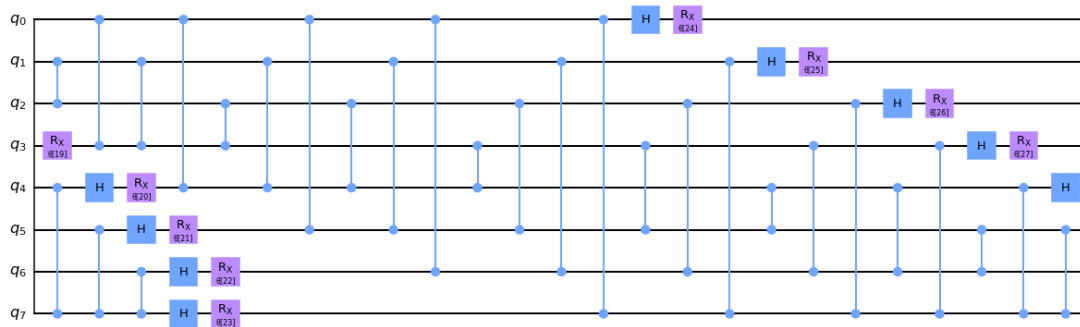 q0 H RX θ[24]
q1 H RX θ[25]
q2 H RX θ[26]
q3 RX θ[19] H RX θ[27]
q4 H RX θ[20] H
q5 H RX θ[21]
q6 H RX θ[22]
q7 H RX θ[23]